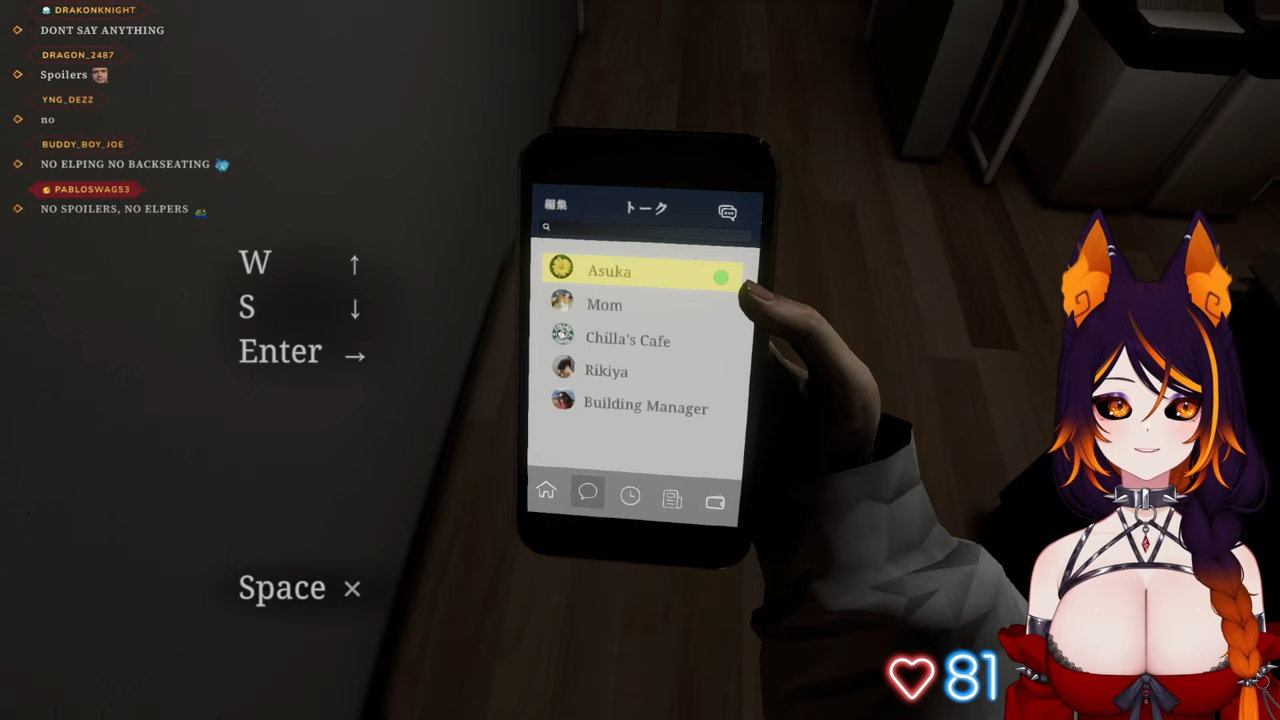 DRAKONKNIGHT
DONT SAY ANYTHING
DRAGON_2487
Spoilers
YNG_DEZZ
no
BUDDY_BOY_JOE
NO ELPING NO BACKSEATING
PABLOSWAG53
NO SPOILERS, NO ELPERS
W ↑
S ↓
Enter →
Space ×
編集 トーク
Asuka
Mom
Chilla's Cafe
Rikiya
Building Manager
81